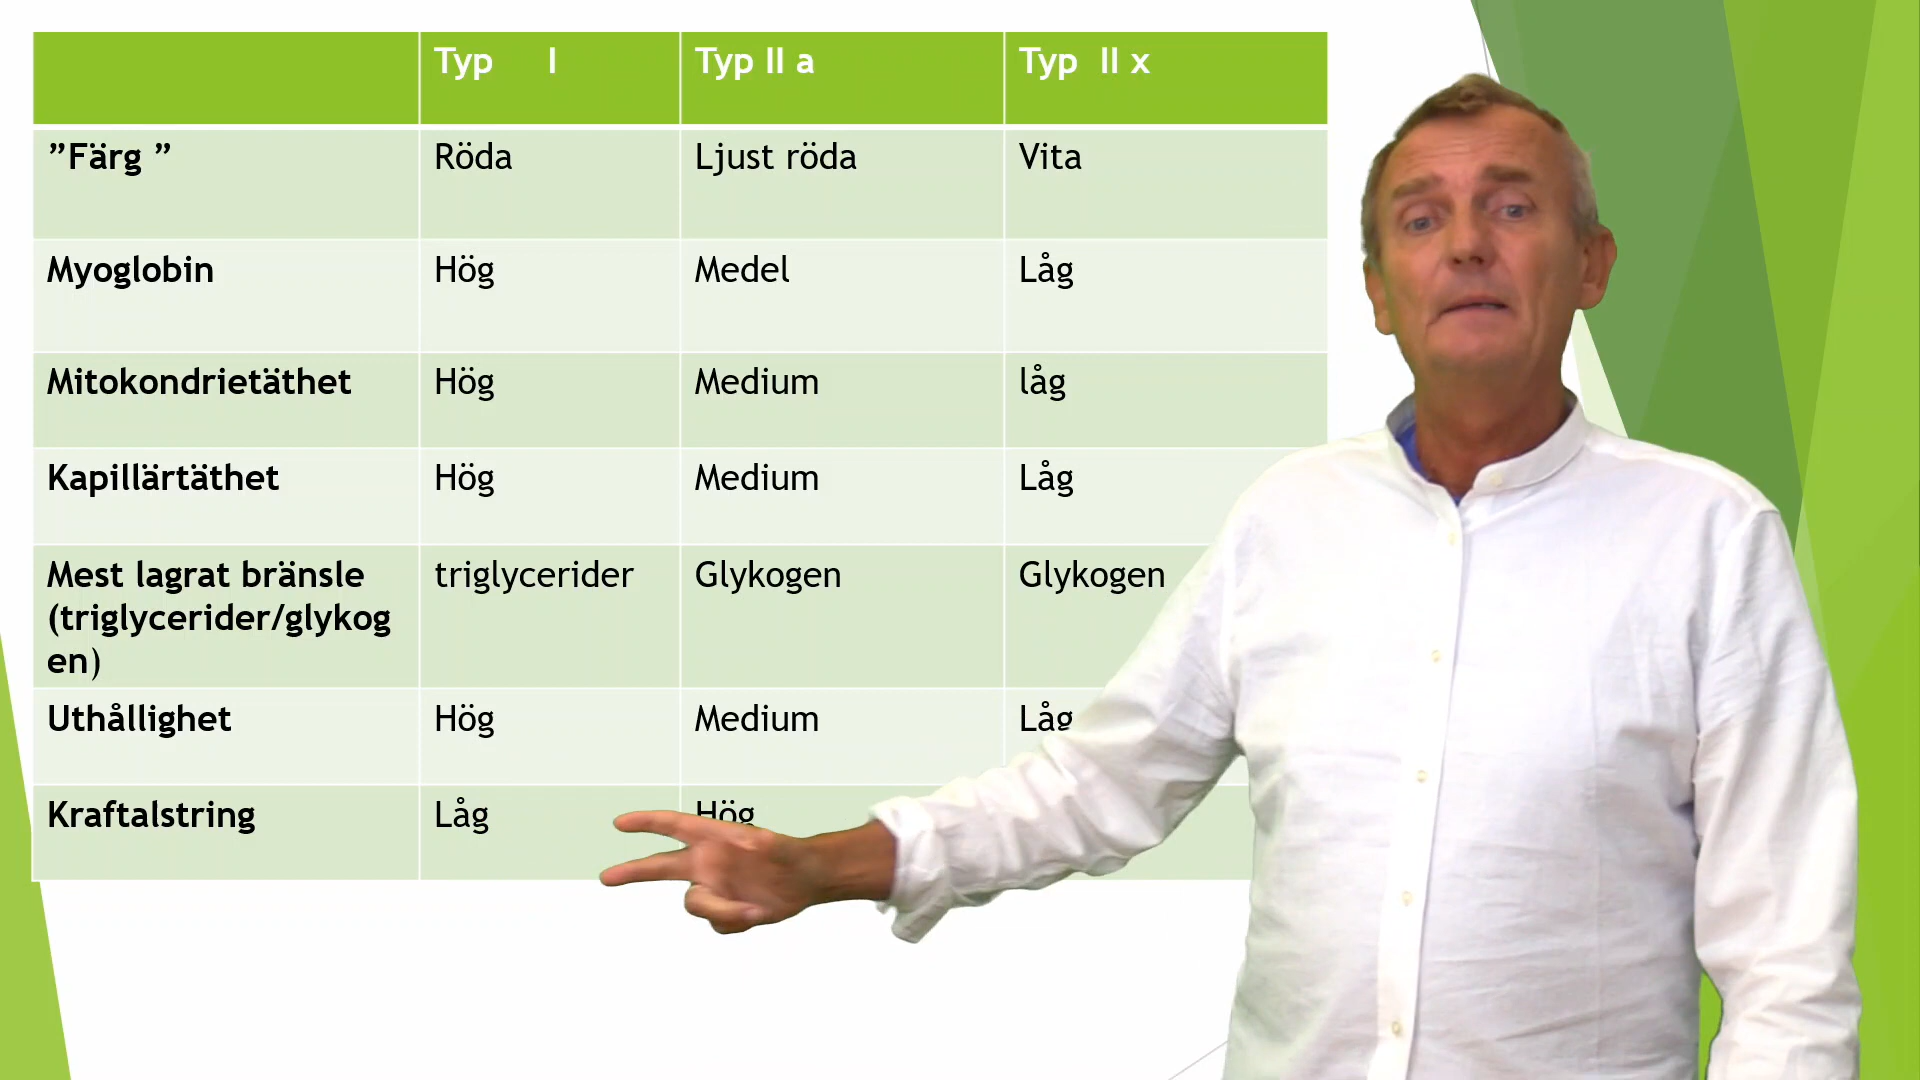 Typ I
Typ II a
Typ II x
”Färg ”
Röda
Ljust röda
Vita
Myoglobin
Hög
Medel
Låg
Mitokondrietäthet
Hög
Medium
låg
Kapillärtäthet
Hög
Medium
Låg
Mest lagrat bränsle
(triglycerider/glykog
en)
triglycerider
Glykogen
Glykogen
Uthållighet
Hög
Medium
Låg
Kraftalstring
Låg
Hög